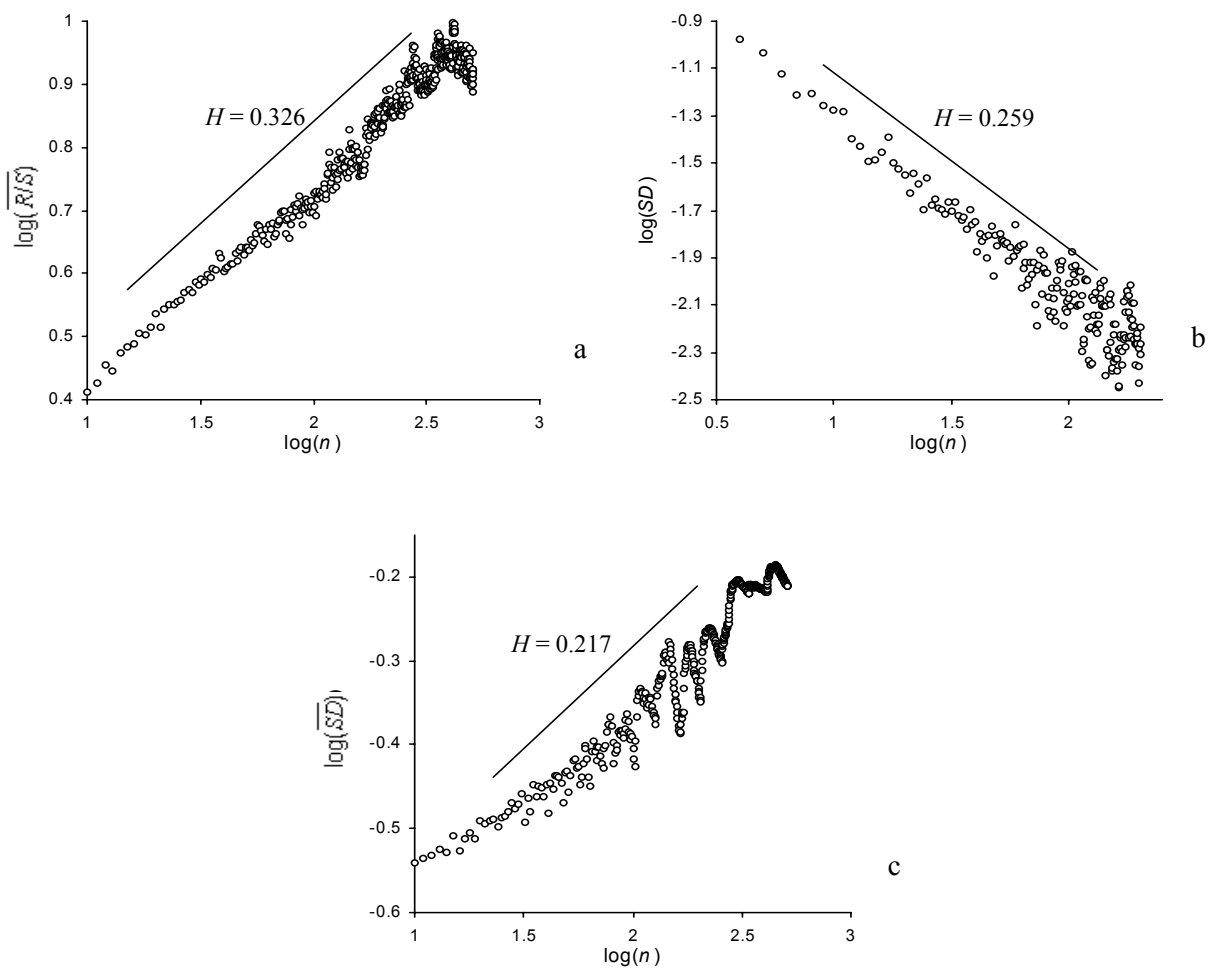 1
0.9
0.8
0.7
0.6
0.5
0.4
1
1.5
2
2.5
3
log(R/S)
log(n)
H = 0.326
a
-0.9
-1.1
-1.3
-1.5
-1.7
-1.9
-2.1
-2.3
-2.5
0.5
1
1.5
2
log(SD)
log(n)
H = 0.259
b
-0.2
-0.3
-0.4
-0.5
-0.6
1
1.5
2
2.5
3
log(SD)
log(n)
H = 0.217
c